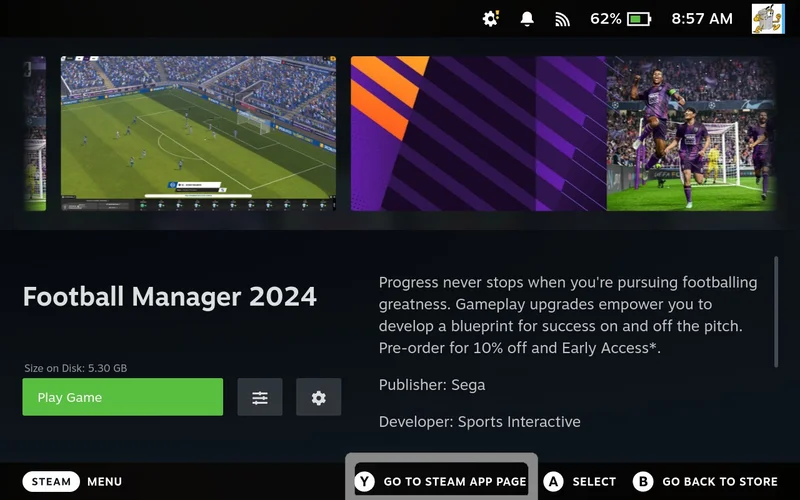 62% 8:57 AM
Football Manager 2024
Size on Disk: 5.30 GB
Play Game
Progress never stops when you're pursuing footballing
greatness. Gameplay upgrades empower you to
develop a blueprint for success on and off the pitch.
Pre-order for 10% off and Early Access*.
Publisher: Sega
Developer: Sports Interactive
STEAM MENU Y GO TO STEAM APP PAGE A SELECT B GO BACK TO STORE